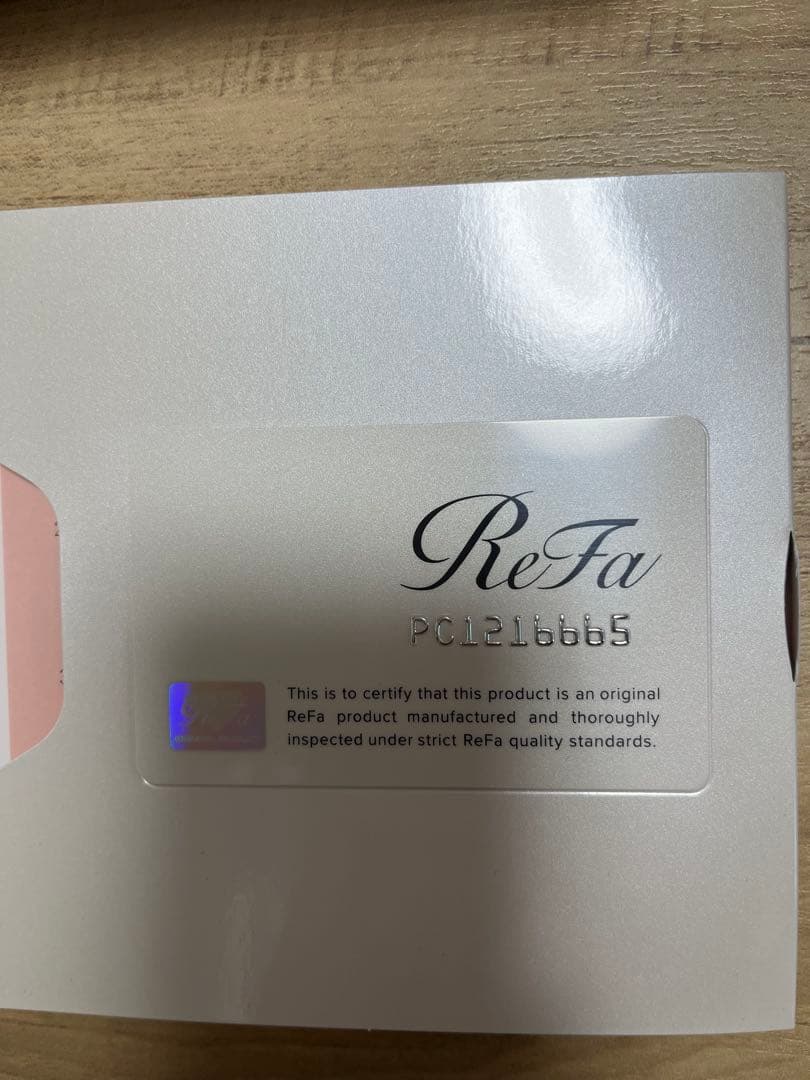 ReFa
PC1216665
This is to certify that this product is an original
ReFa product manufactured and thoroughly
inspected under strict ReFa quality standards.
ReFa